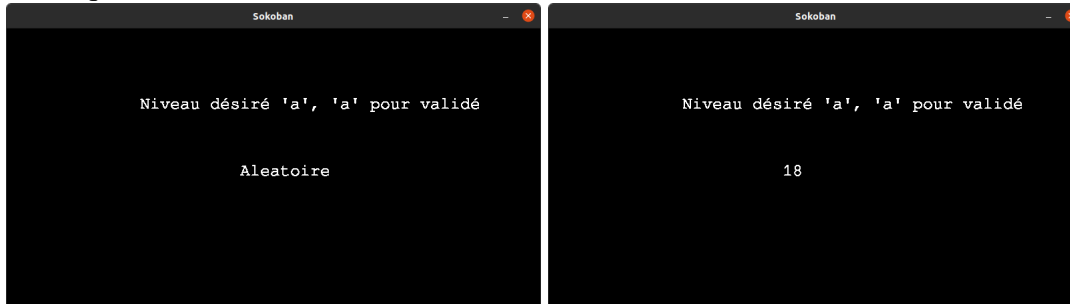 Sokoban
Niveau désiré 'a', 'a' pour validé
Aleatoire
Sokoban
Niveau désiré 'a', 'a' pour validé
18